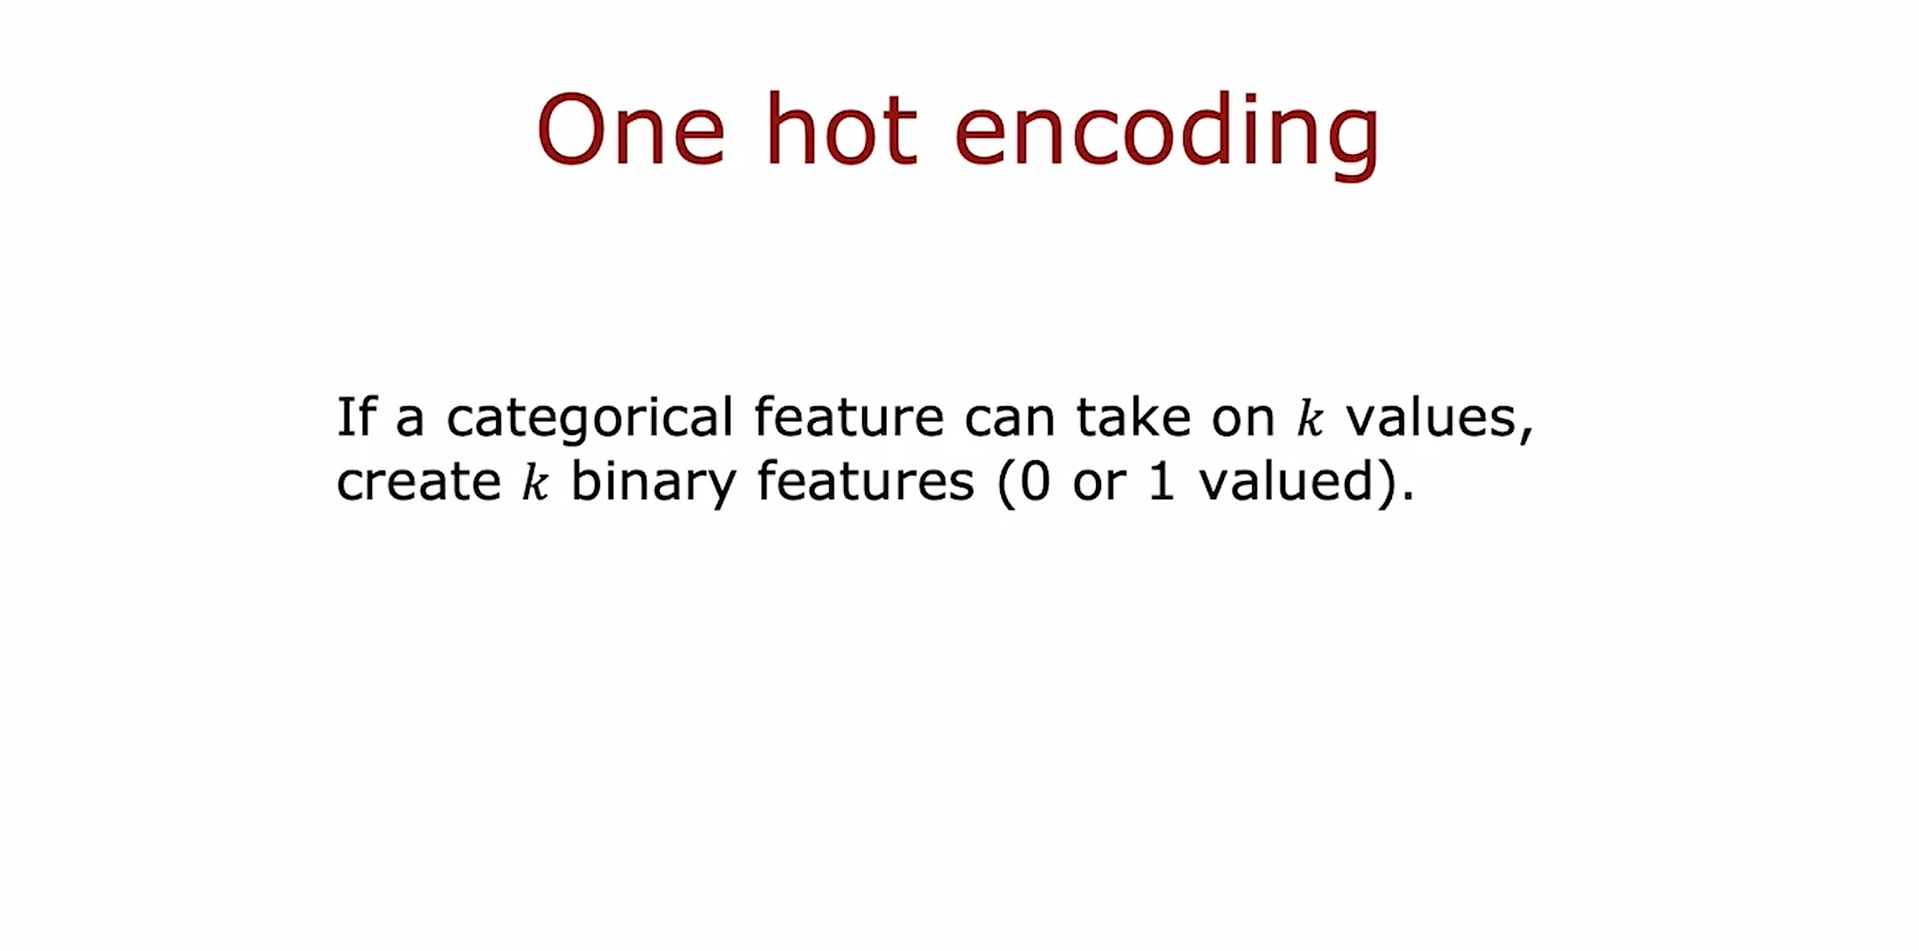 One hot encoding
If a categorical feature can take on k values,
create k binary features (0 or 1 valued).